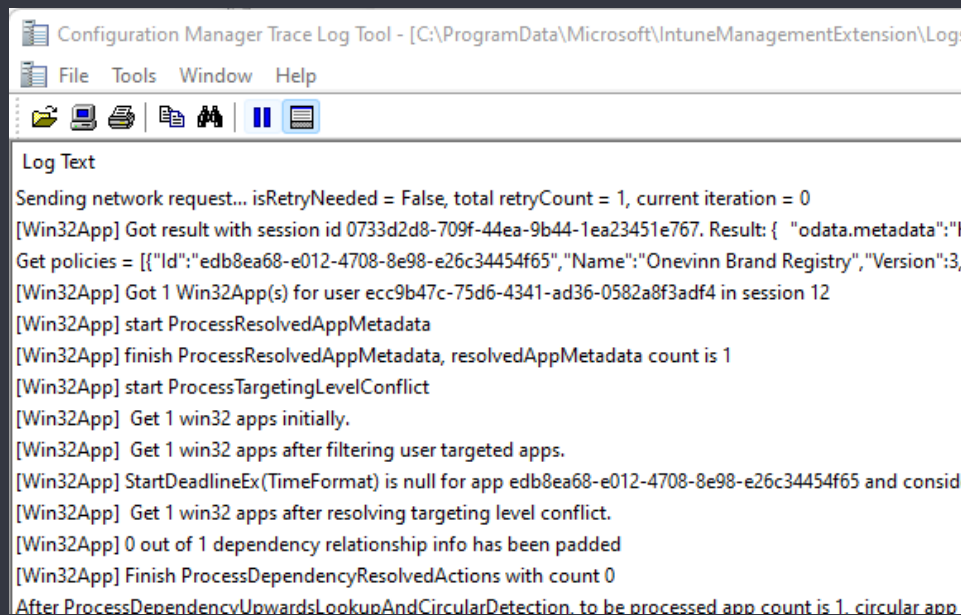 Configuration Manager Trace Log Tool - [C:\ProgramData\Microsoft\IntuneManagementExtension\Logs
File Tools Window Help
Log Text
Sending network request... isRetryNeeded = False, total retryCount = 1, current iteration = 0
[Win32App] Got result with session id 0733d2d8-709f-44ea-9b44-1ea23451e767. Result: { "odata.metadata":"
Get policies = [{"Id":"edb8ea68-e012-4708-8e98-e26c34454f65","Name":"Onevinn Brand Registry","Version":3,
[Win32App] Got 1 Win32App(s) for user ecc9b47c-75d6-4341-ad36-0582a8f3adf4 in session 12
[Win32App] start ProcessResolvedAppMetadata
[Win32App] finish ProcessResolvedAppMetadata, resolvedAppMetadata count is 1
[Win32App] start ProcessTargetingLevelConflict
[Win32App] Get 1 win32 apps initially.
[Win32App] Get 1 win32 apps after filtering user targeted apps.
[Win32App] StartDeadlineEx(TimeFormat) is null for app edb8ea68-e012-4708-8e98-e26c34454f65 and consid
[Win32App] Get 1 win32 apps after resolving targeting level conflict.
[Win32App] 0 out of 1 dependency relationship info has been padded
[Win32App] Finish ProcessDependencyResolvedActions with count 0
After ProcessDependencyUpwardsLookupAndCircularDetection, to be processed app count is 1, circular app